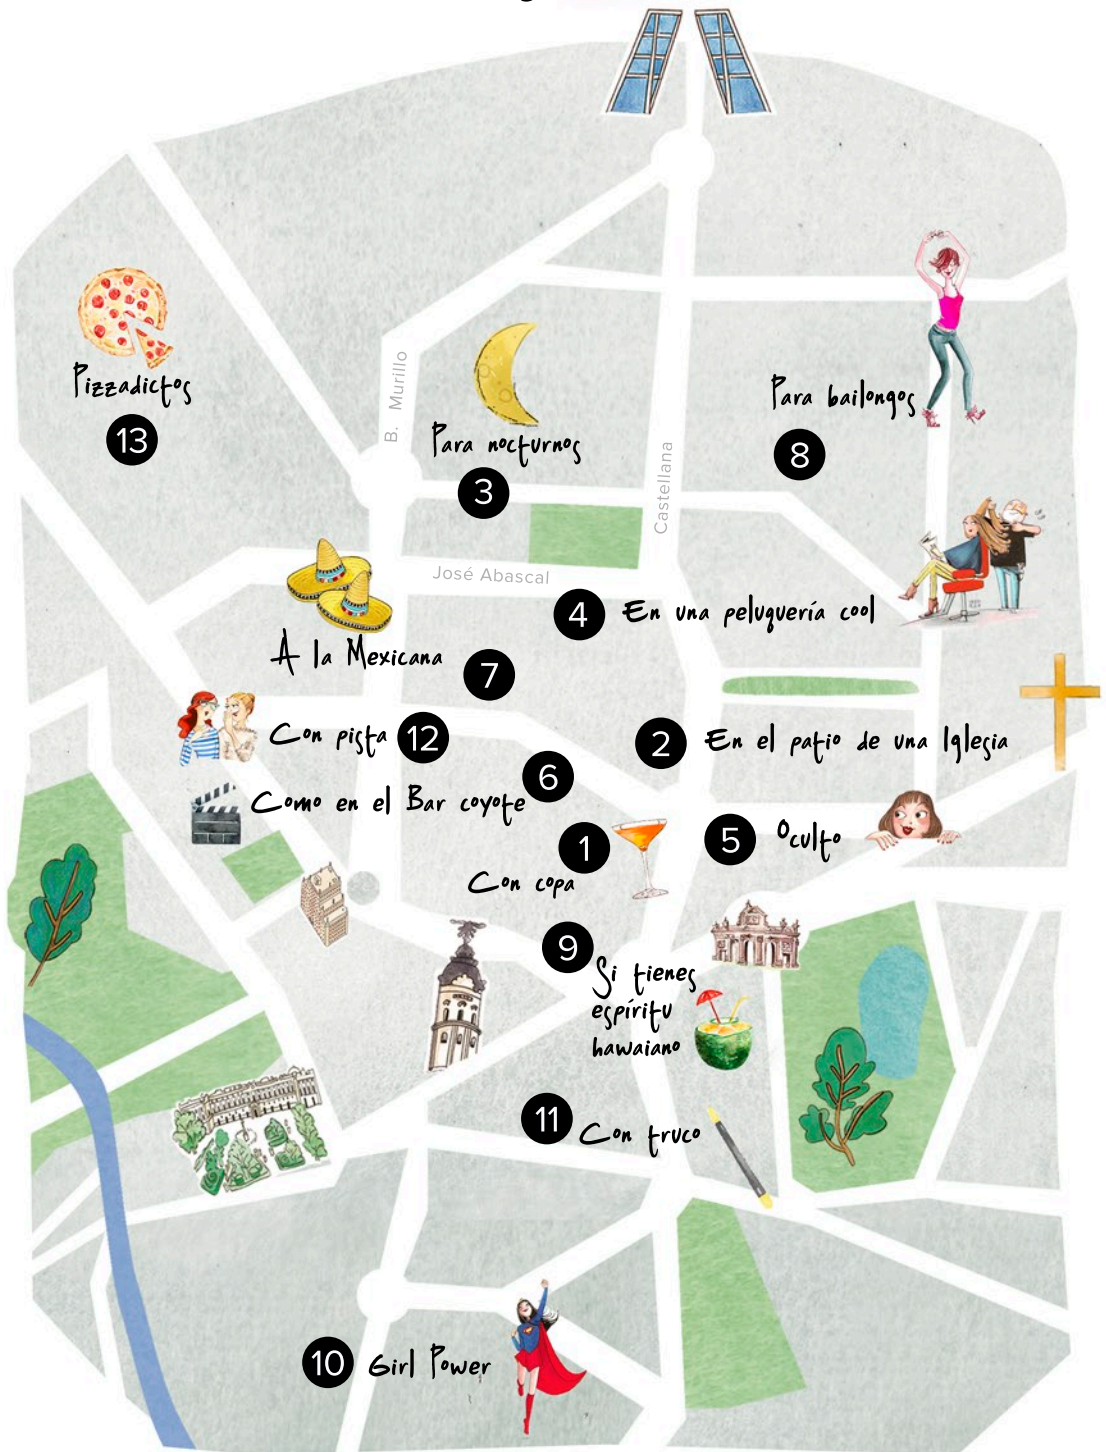 Pizzadictos
13
B. Murillo
Para nocturnos
3
Castellana
Para bailongos
8
José Abascal
4 En una peluquería cool
A la Mexicana
7
Con pista 12
2 En el patio de una Iglesia
6
Como en el Bar coyote
1
Con copa
5 Oculto
9
Si tienes
espíritu
hawaiano
11 Con truco
10 Girl Power